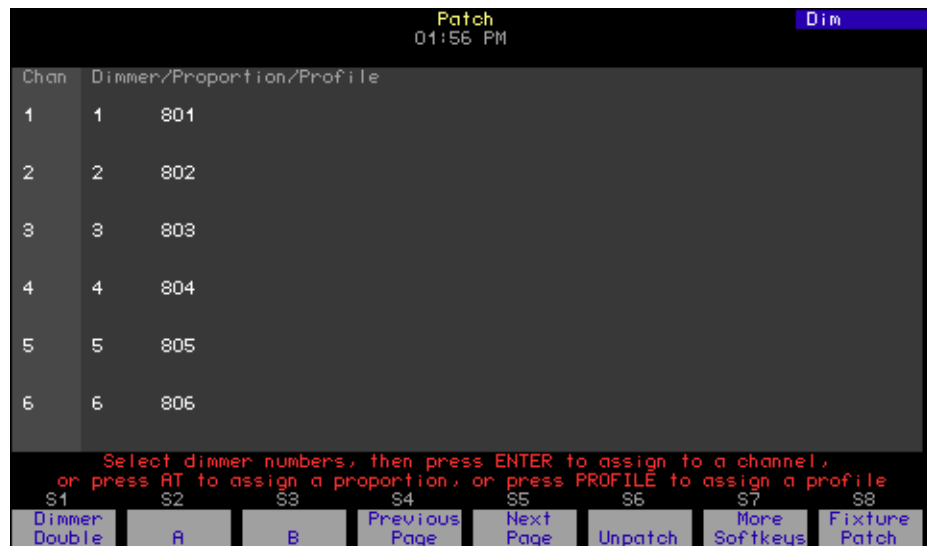 Patch
Dim
01:56 PM
Chan Dimmer/Proportion/Profile
1 1 801
2 2 802
3 3 803
4 4 804
5 5 805
6 6 806
Select dimmer numbers, then press ENTER to assign to a channel,
or press AT to assign a proportion, or press PROFILE to assign a profile
S1 S2 S3 S4 S5 S6 S7 S8
Dimmer Previous Next More Fixture
Double A B Page Page Unpatch Softkeys Patch